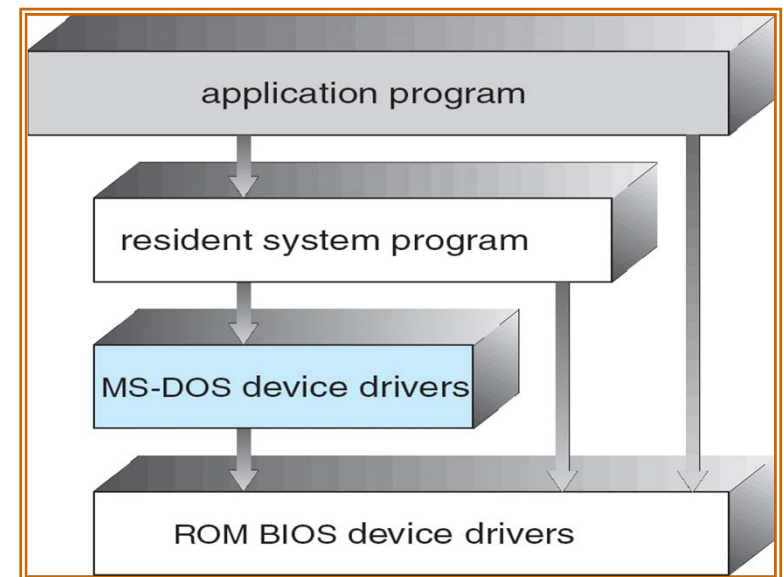 application program
resident system program
MS-DOS device drivers
ROM BIOS device drivers